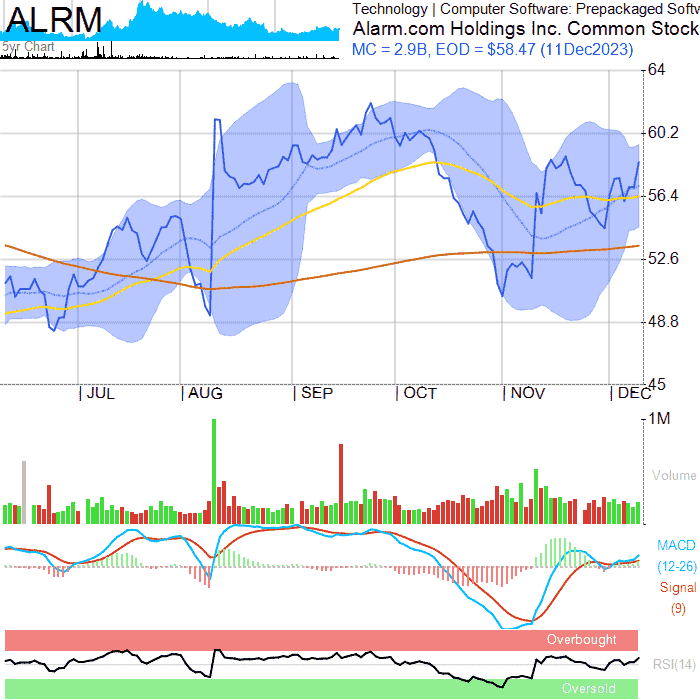 ALRM
5yr Chart
Technology | Computer Software: Prepackaged Softw
Alarm.com Holdings Inc. Common Stock
MC = 2.9B, EOD = $58.47 (11Dec2023)
64
60.2
56.4
52.6
48.8
45
JUL AUG SEP OCT NOV DEC
1M
Volume
MACD
(12-26)
Signal
(9)
Overbought
RSI(14)
Oversold